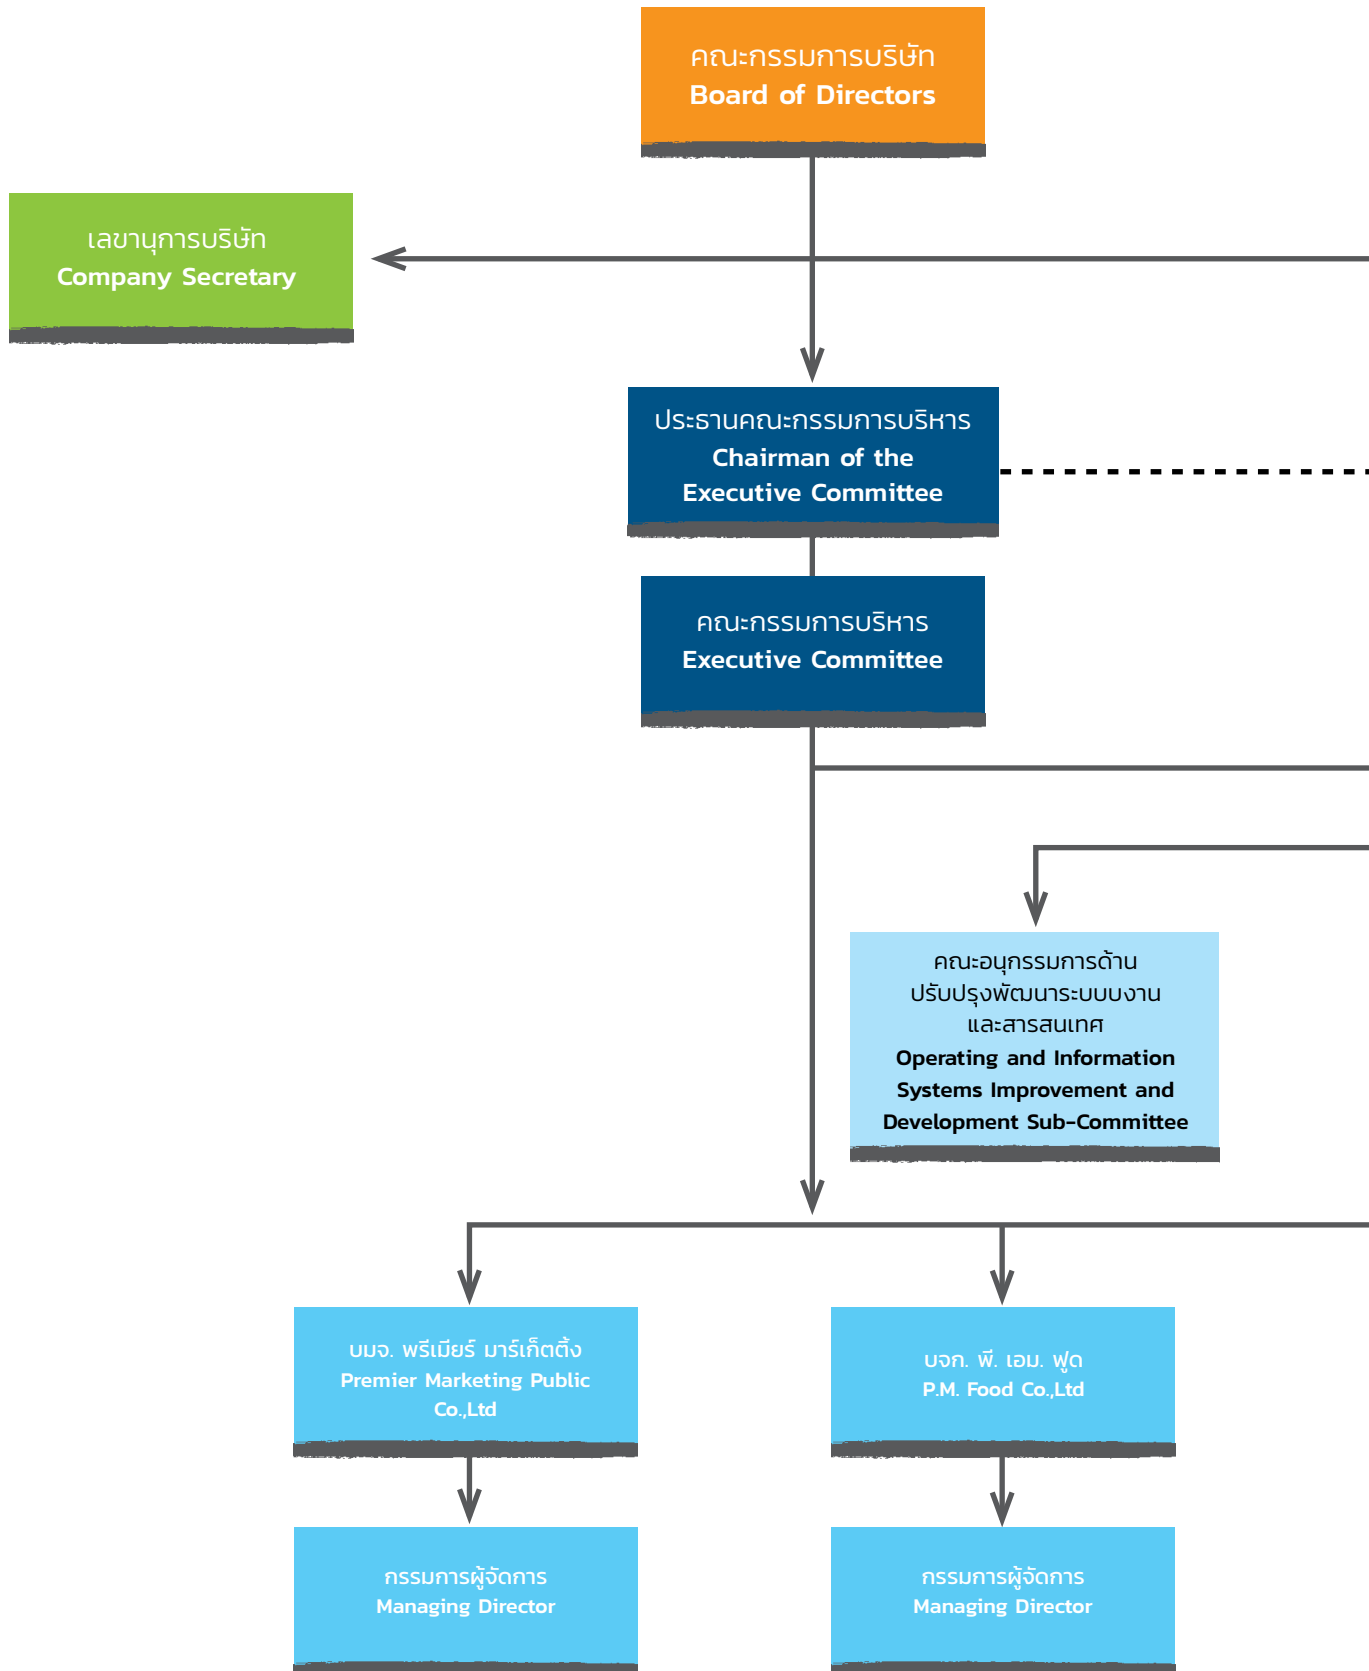 คณะกรรมการบริษัท
Board of Directors
เลขานุการบริษัท
Company Secretary
ประธานคณะกรรมการบริหาร
Chairman of the
Executive Committee
คณะกรรมการบริหาร
Executive Committee
คณะอนุกรรมการด้าน
ปรับปรุงพัฒนาระบบบงาน
และสารสนเทศ
Operating and Information
Systems Improvement and
Development Sub-Committee
บมจ. พรีเมียร์ มาร์เก็ตติ้ง
Premier Marketing Public
Co.,Ltd
บจก. พี. เอม. ฟูด
P.M. Food Co.,Ltd
กรรมการผู้จัดการ
Managing Director
กรรมการผู้จัดการ
Managing Director